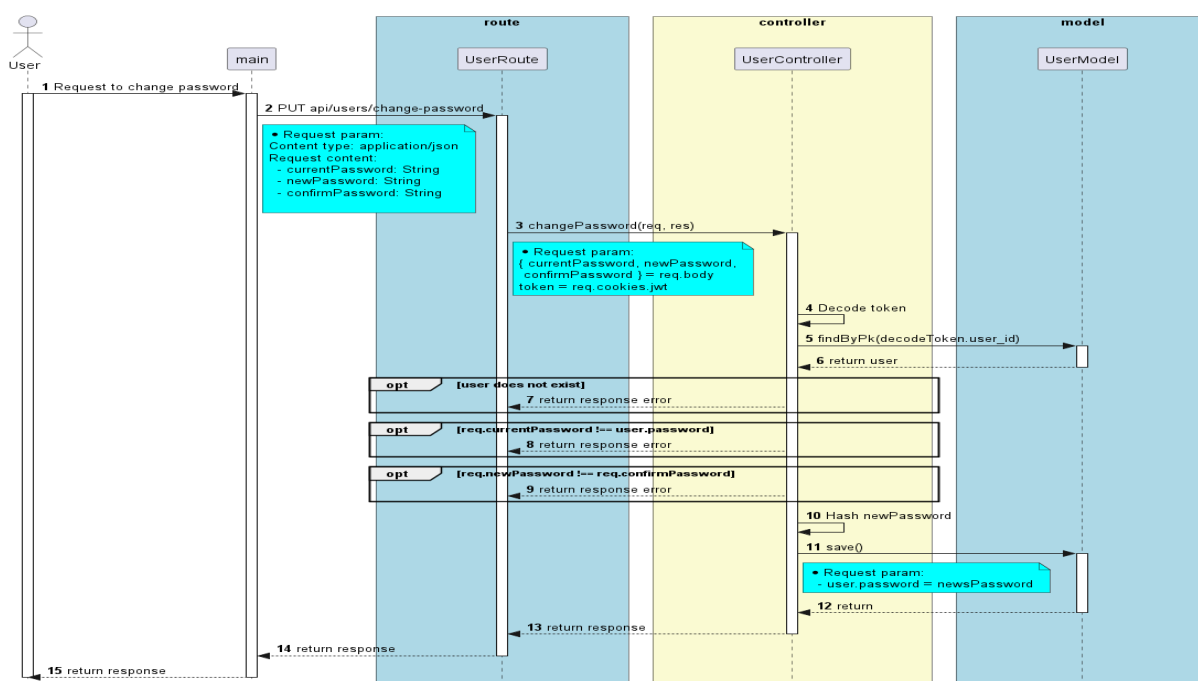 route
controller
model
User
main
UserRoute
UserController
UserModel
1 Request to change password
2 PUT api/users/change-password
• Request param:
Content type: application/json
Request content:
- currentPassword: String
- newPassword: String
- confirmPassword: String
3 changePassword(req, res)
• Request param:
{ currentPassword, newPassword,
confirmPassword } = req.body
token = req.cookies.jwt
4 Decode token
5 findByPk(decodeToken.user_id)
6 return user
opt [user does not exist]
7 return response error
opt [req.currentPassword !== user.password]
8 return response error
opt [req.newPassword !== req.confirmPassword]
9 return response error
10 Hash newPassword
11 save()
• Request param:
- user.password = newsPassword
12 return
13 return response
14 return response
15 return response